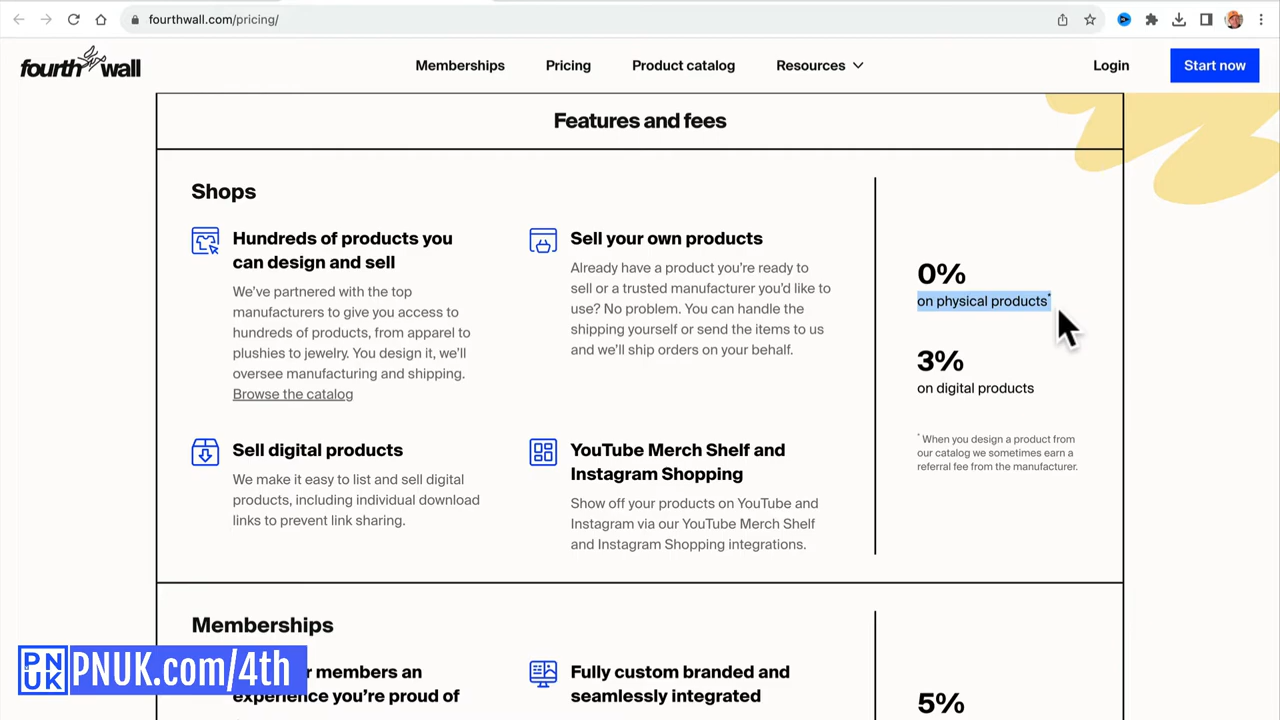 fourthwall.com/pricing/
fourthwall
Memberships
Pricing
Product catalog
Resources
Login
Start now
Features and fees
Shops
Hundreds of products you
can design and sell
We've partnered with the top
manufacturers to give you access to
hundreds of products, from apparel to
plushies to jewelry. You design it, we'll
oversee manufacturing and shipping.
Browse the catalog
Sell your own products
Already have a product you're ready to
sell or a trusted manufacturer you'd like to
use? No problem. You can handle the
shipping yourself or send the items to us
and we'll ship orders on your behalf.
0%
on physical products*
3%
on digital products
* When you design a product from
our catalog we sometimes earn a
referral fee from the manufacturer.
Sell digital products
We make it easy to list and sell digital
products, including individual download
links to prevent link sharing.
YouTube Merch Shelf and
Instagram Shopping
Show off your products on YouTube and
Instagram via our YouTube Merch Shelf
and Instagram Shopping integrations.
Memberships
members an
experience you're proud of
Fully custom branded and
seamlessly integrated
5%
PN
UK
PNUK.com/4th